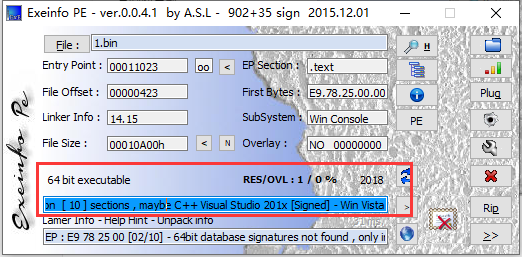 Exeinfo PE - ver.0.0.4.1 by A.S.L - 902+35 sign 2015.12.01
File : 1.bin
H
Entry Point : 00011023 oo < EP Section : .text
File Offset : 00000423 First Bytes : E9.78.25.00.00
Plug
Linker Info : 14.15 SubSystem : Win Console
PE
File Size : 00010A00h < N Overlay : NO 00000000
Exeinfo Pe
64 bit executable RES/OVL : 1 / 0 % 2018
on [ 10 ] sections , maybe C++ Visual Studio 201x [Signed] - Win Vista
Rip
Lamer Info - Help Hint - Unpack info
EP : E9 78 25 00 [02/10] - 64bit database signatures not found , only in
>>